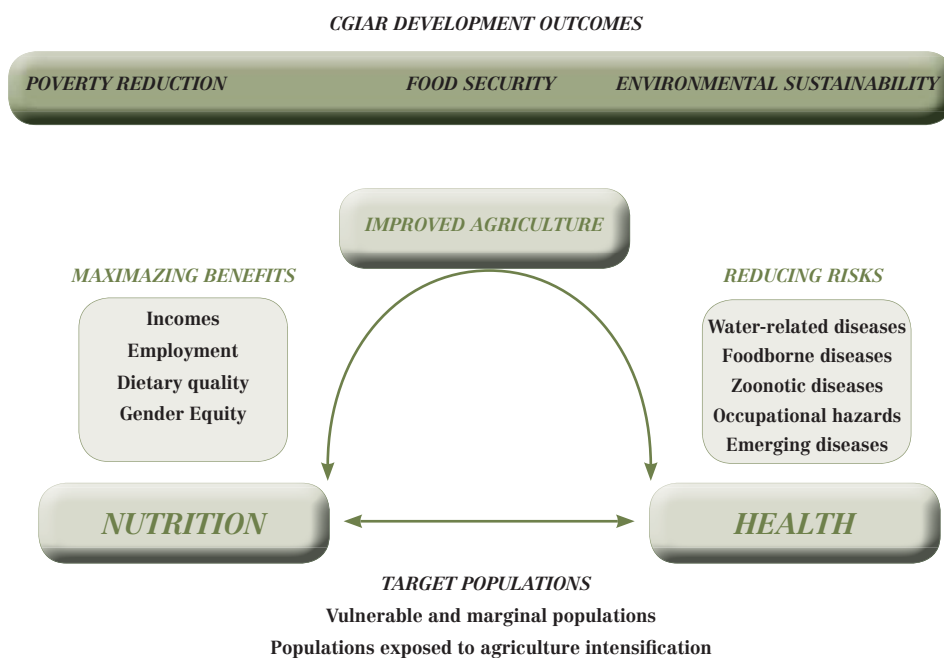 CGIAR DEVELOPMENT OUTCOMES
POVERTY REDUCTION
FOOD SECURITY
ENVIRONMENTAL SUSTAINABILITY
IMPROVED AGRICULTURE
MAXIMAZING BENEFITS
Incomes
Employment
Dietary quality
Gender Equity
REDUCING RISKS
Water-related diseases
Foodborne diseases
Zoonotic diseases
Occupational hazards
Emerging diseases
NUTRITION
HEALTH
TARGET POPULATIONS
Vulnerable and marginal populations
Populations exposed to agriculture intensification